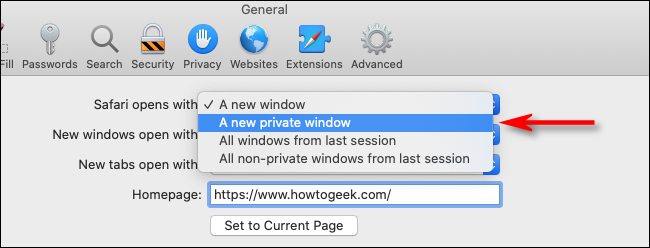 General
Fill Passwords Search Security Privacy Websites Extensions Advanced
Safari opens with ✓ A new window
A new private window
New windows open with All windows from last session
New tabs open with All non-private windows from last session
Homepage: https://www.howtogeek.com/
Set to Current Page